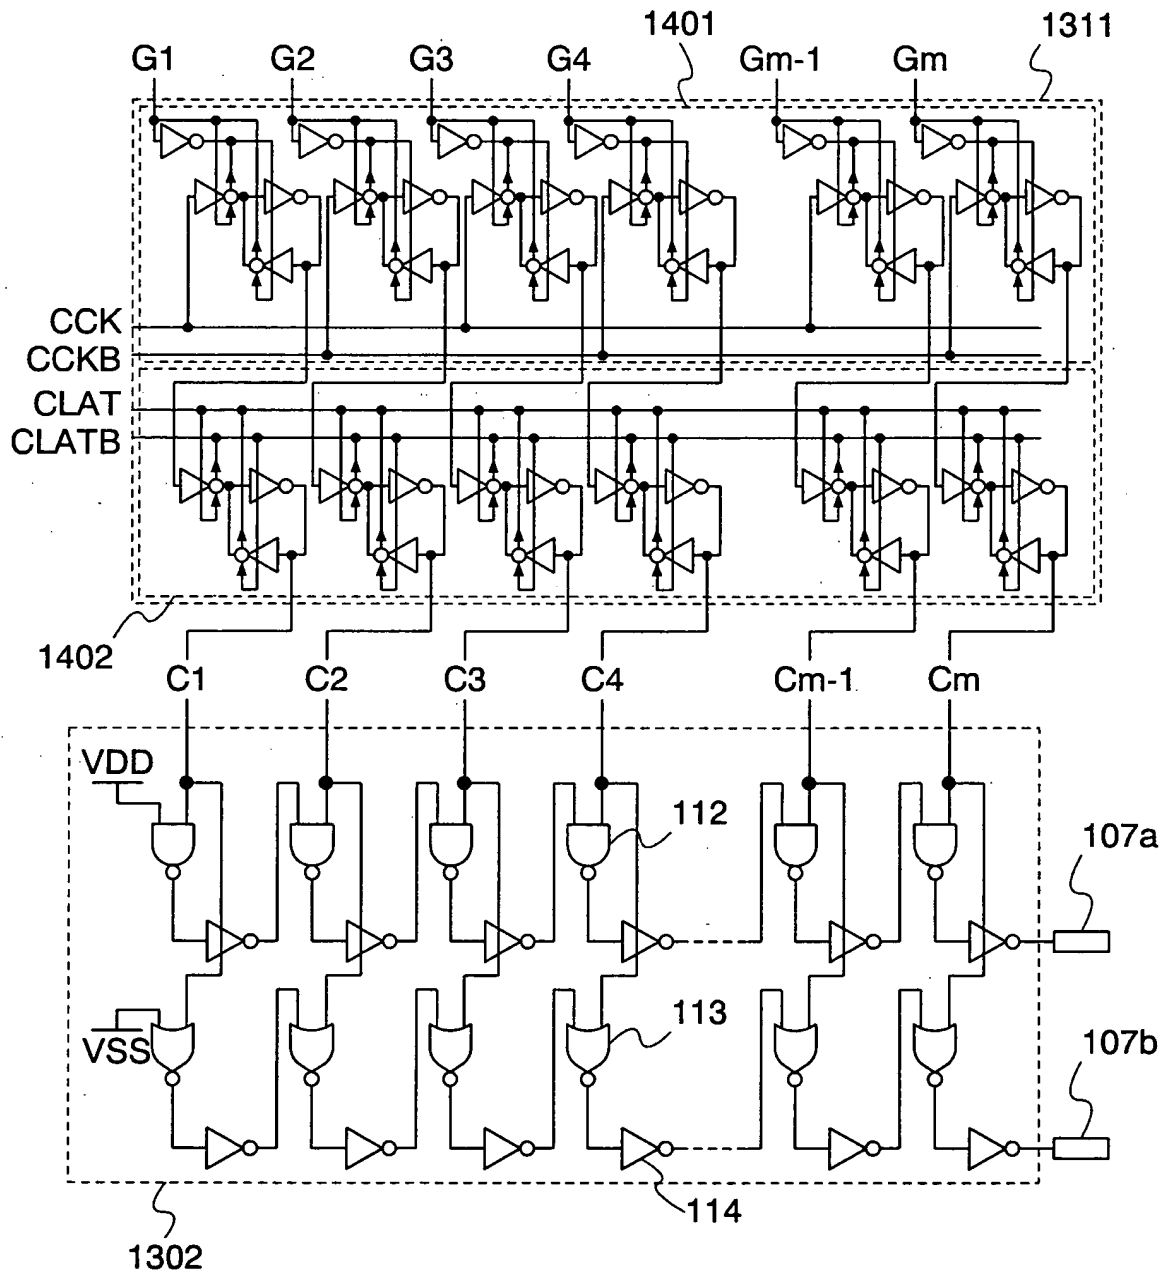 1401 1311
G1 G2 G3 G4 Gm-1 Gm
CCK
CCKB
CLAT
CLATB
1402
C1 C2 C3 C4 Cm-1 Cm
VDD
112
107a
VSS
113
107b
114
1302